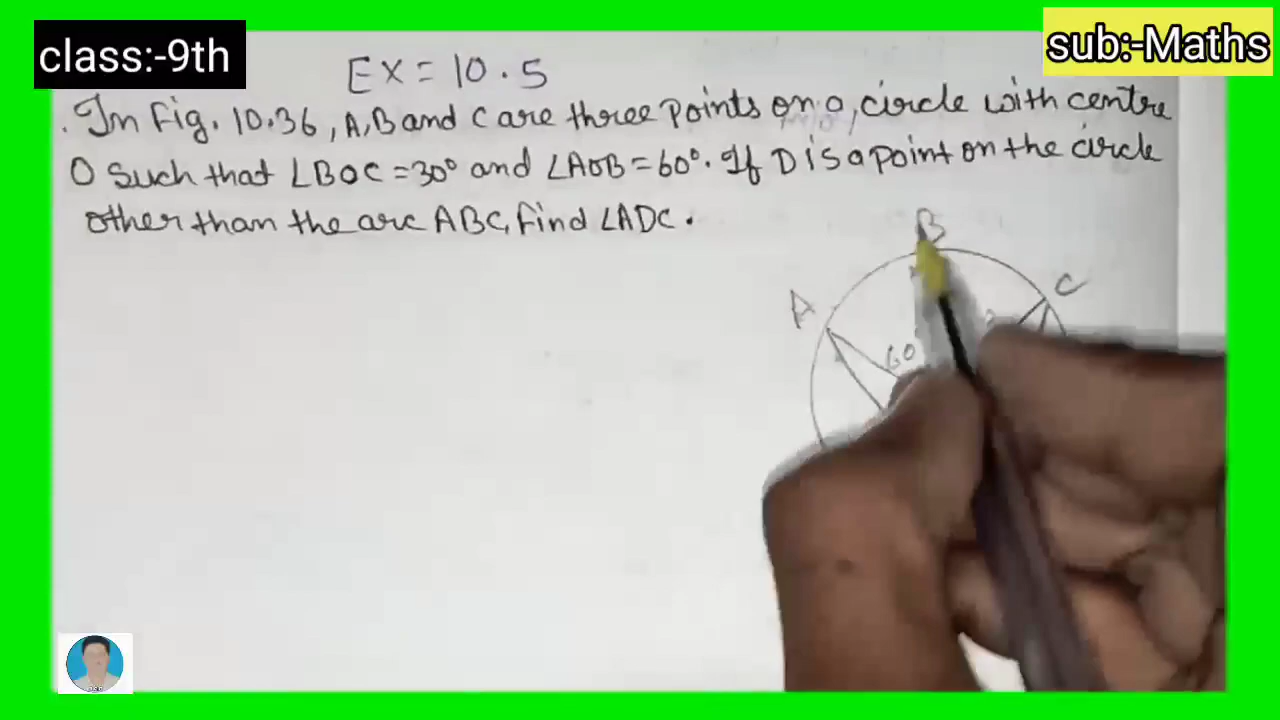 class:-9th
sub:-Maths
Ex = 10.5
In Fig. 10.36, A, B and C are three points on a circle with centre
O such that ∠BOC = 30° and ∠AOB = 60°. If D is a point on the circle
other than the arc ABC, find ∠ADC.
B
A
C
60